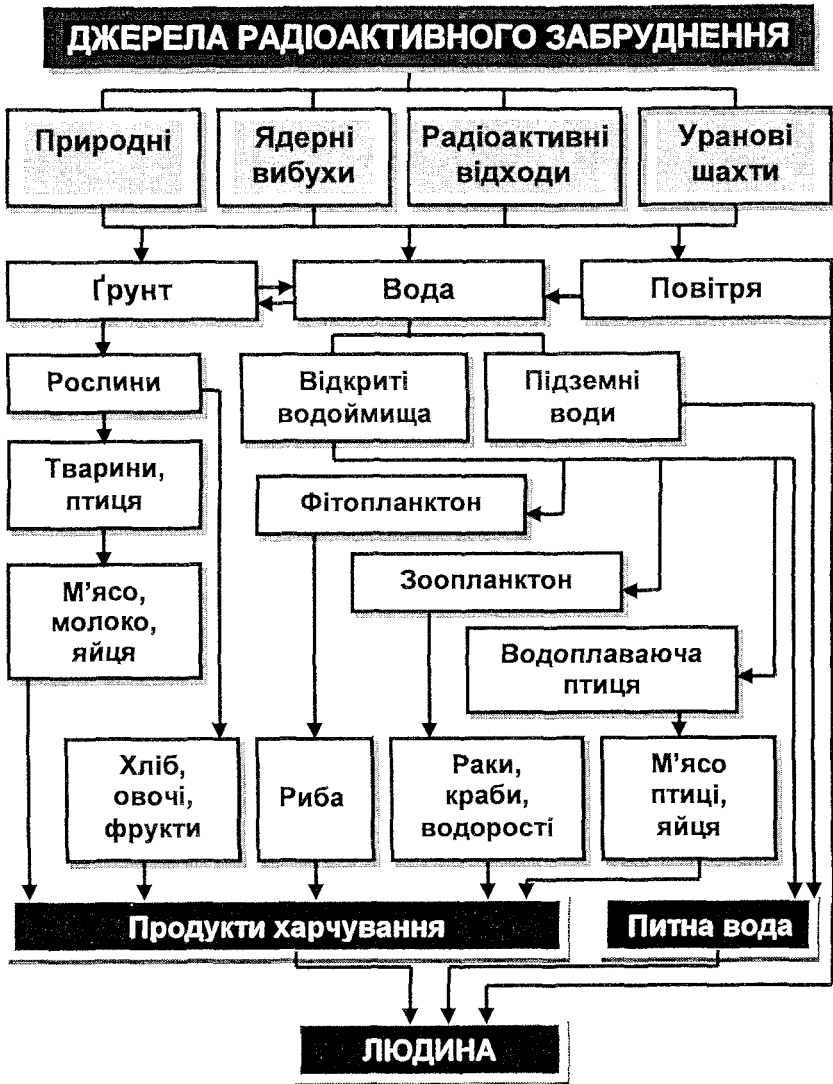 ДЖЕРЕЛА РАДІОАКТИВНОГО ЗАБРУДНЕННЯ
Природні
Ядерні
вибухи
Радіоактивні
відходи
Уранові
шахти
Ґрунт
Вода
Повітря
Рослини
Відкриті
водоймища
Підземні
води
Тварини,
птиця
Фітопланктон
Зоопланктон
М'ясо,
молоко,
яйця
Водоплаваюча
птиця
Хліб,
овочі,
фрукти
Риба
Раки,
краби,
водорості
М'ясо
птиці,
яйця
Продукти харчування
Питна вода
ЛЮДИНА